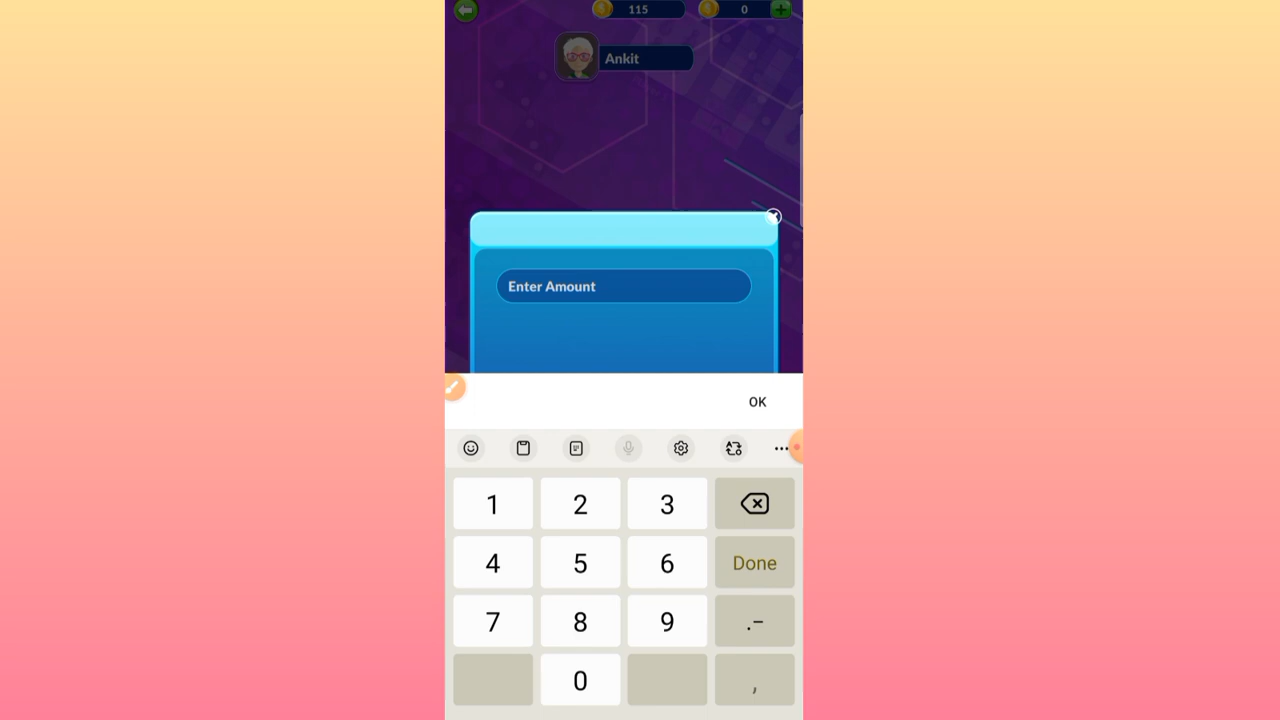 115 0
Ankit
Enter Amount
OK
1 2 3
4 5 6 Done
7 8 9 .-
0 ,